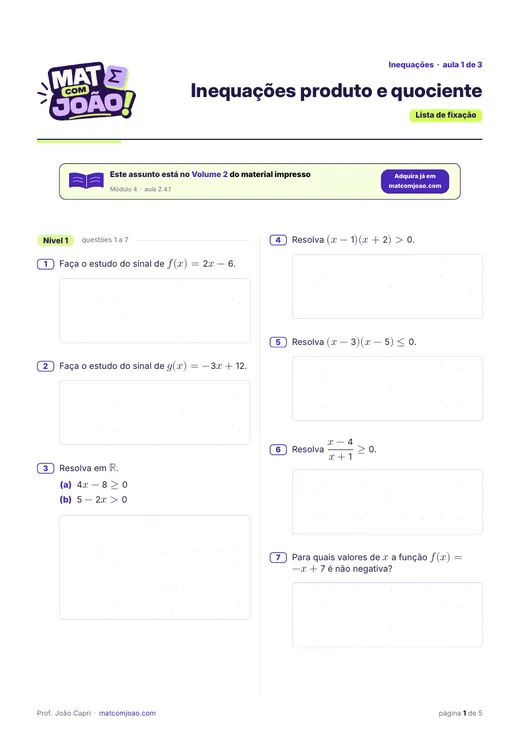 MAT Σ
COM
JOÃO!
Inequações · aula 1 de 3
Inequações produto e quociente
Lista de fixação
Este assunto está no Volume 2 do material impresso
Módulo 4 · aula 2.4.1
Adquira já em
matcomjoao.com
Nível 1 questões 1 a 7
1 Faça o estudo do sinal de f(x) = 2x − 6.
2 Faça o estudo do sinal de g(x) = −3x + 12.
3 Resolva em ℝ.
(a) 4x − 8 ≥ 0
(b) 5 − 2x > 0
4 Resolva (x − 1)(x + 2) > 0.
5 Resolva (x − 3)(x − 5) ≤ 0.
6 Resolva (x − 4)/(x + 1) ≥ 0.
7 Para quais valores de x a função f(x) =
−x + 7 é não negativa?
Prof. João Capri · matcomjoao.com
página 1 de 5